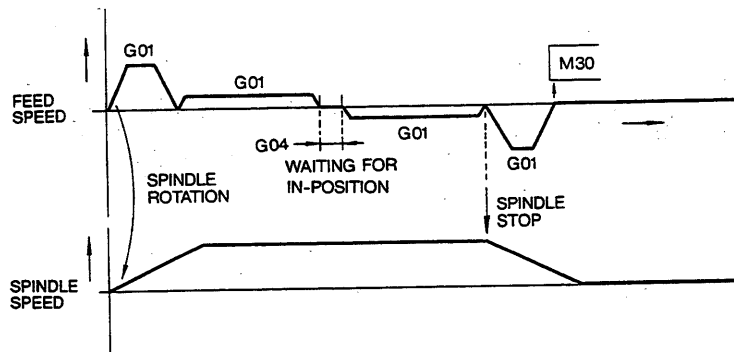 G01
M30
G01
FEED
SPEED
G04
G01
WAITING FOR
IN-POSITION
G01
SPINDLE
ROTATION
SPINDLE
STOP
SPINDLE
SPEED